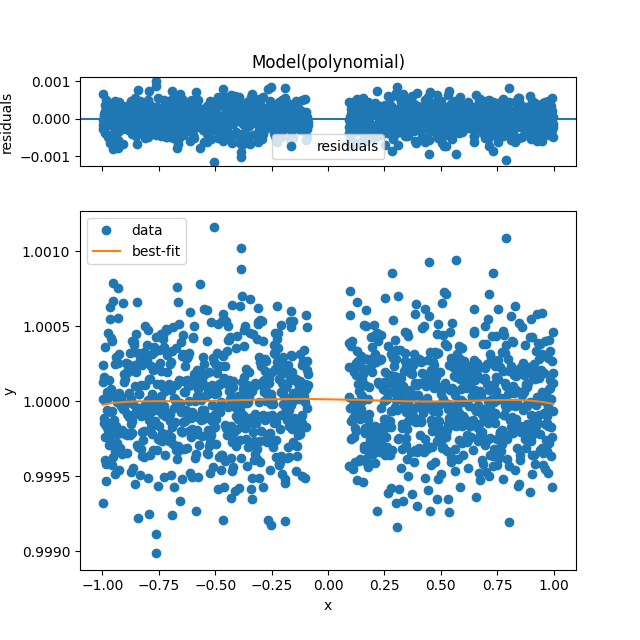 Model(polynomial)
0.001
0.000
−0.001
residuals
residuals
data
best-fit
1.0010
1.0005
1.0000
0.9995
0.9990
y
−1.00 −0.75 −0.50 −0.25 0.00 0.25 0.50 0.75 1.00
x